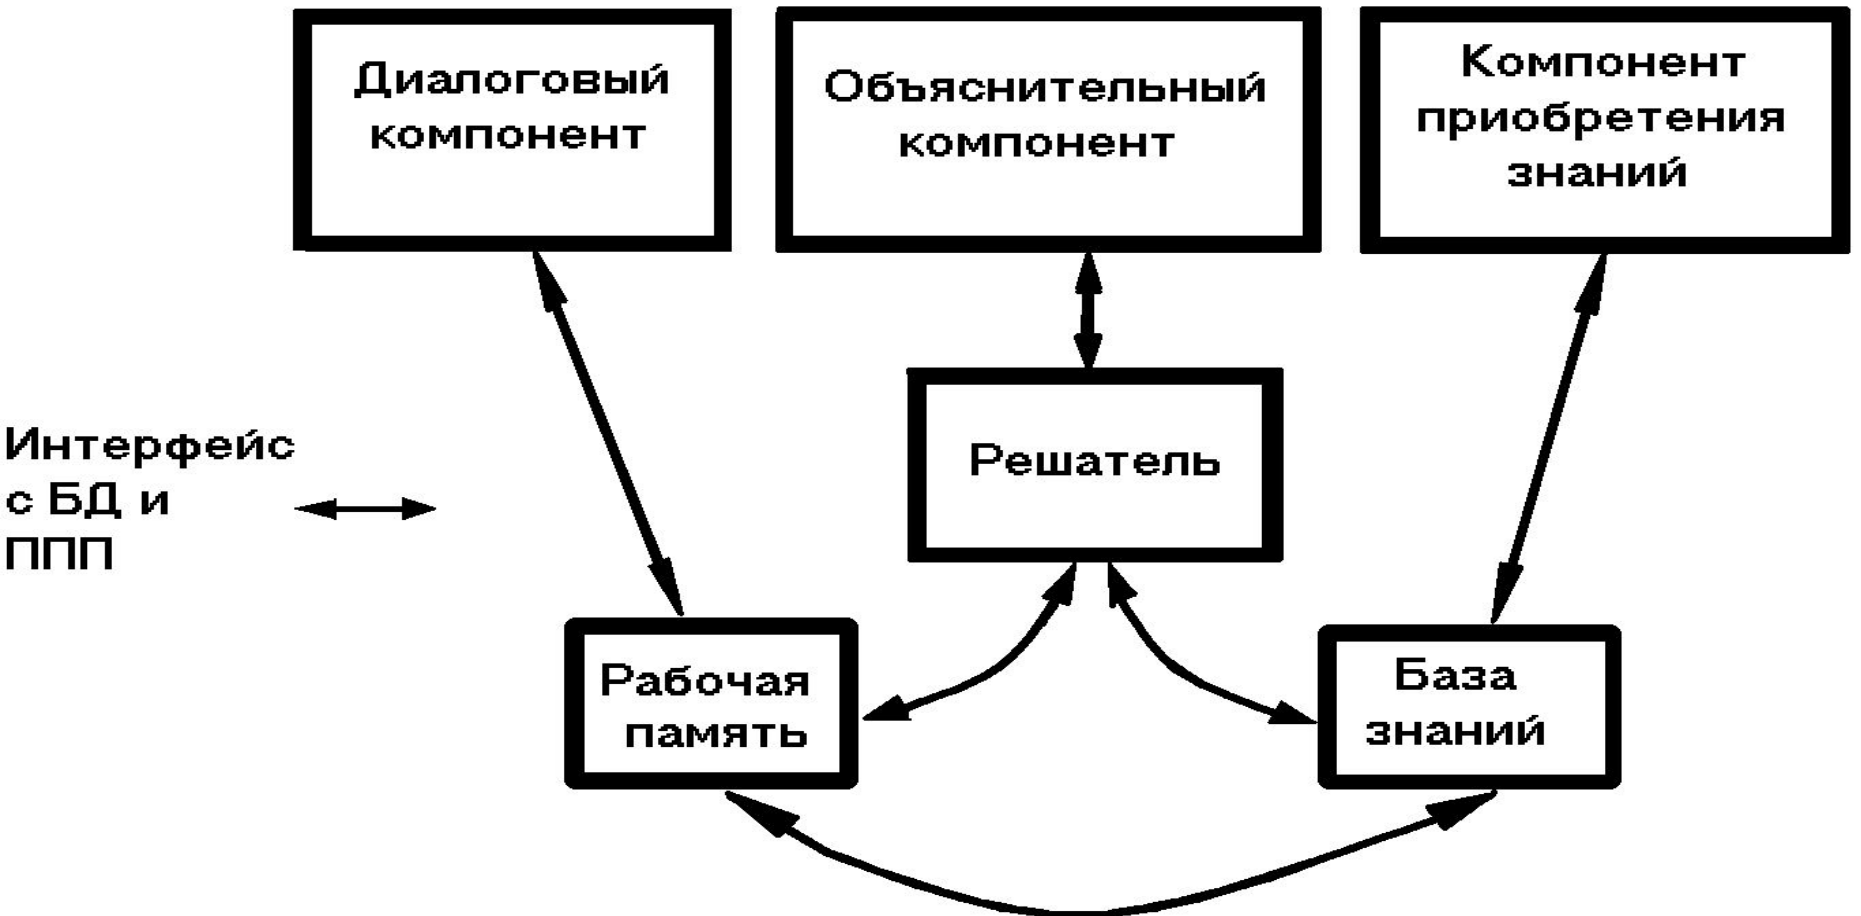 Диалоговый
компонент
Объяснительный
компонент
Компонент
приобретения
знаний
Интерфейс
с БД и
ППП
Решатель
Рабочая
память
База
знаний